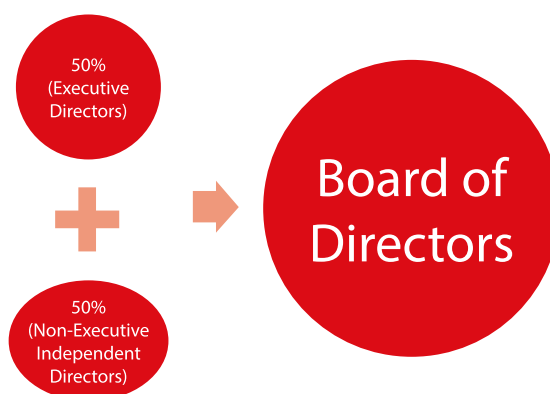 50%
(Executive
Directors)
50%
(Non-Executive
Independent
Directors)
Board of
Directors